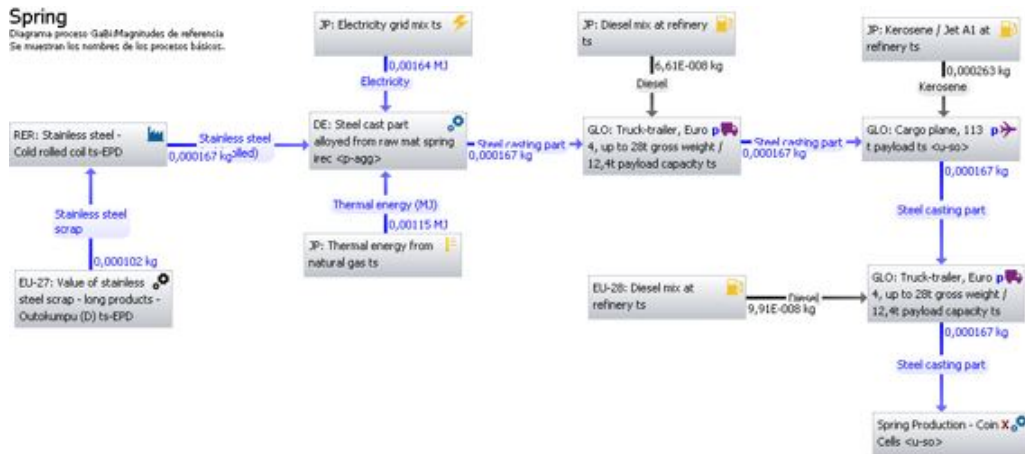 Spring
Diagrama proceso GaBi:Magnitudes de referencia
Se muestran los nombres de los procesos básicos.
JP: Electricity grid mix ts
0,00164 MJ
Electricity
JP: Diesel mix at refinery
ts
6,61E-008 kg
Diesel
JP: Kerosene / Jet A1 at
refinery ts
0,000263 kg
Kerosene
RER: Stainless steel -
Cold rolled coil ts-EPD
Stainless steel
0,000167 kg
DE: Steel cast part
alloyed from raw mat spring
irec <p-agg>
Steel casting part
0,000167 kg
GLO: Truck-trailer, Euro p
4, up to 28t gross weight /
12,4t payload capacity ts
Steel casting part
0,000167 kg
GLO: Cargo plane, 113 p
t payload ts <u-so>
0,000167 kg
Steel casting part
Stainless steel
scrap
0,000102 kg
EU-27: Value of stainless
steel scrap - long products -
Outokumpu (D) ts-EPD
Thermal energy (MJ)
0,00115 MJ
JP: Thermal energy from
natural gas ts
EU-28: Diesel mix at
refinery ts
Diesel
9,91E-008 kg
GLO: Truck-trailer, Euro p
4, up to 28t gross weight /
12,4t payload capacity ts
0,000167 kg
Steel casting part
Spring Production - Coin X
Cells <u-so>